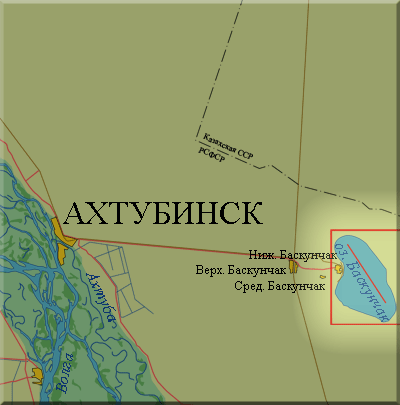 Казахская ССР
РСФСР
АХТУБИНСК
Ниж. Баскунчак
Верх. Баскунчак
Сред. Баскунчак
оз. Баскунчак
Ахтуба
Волга